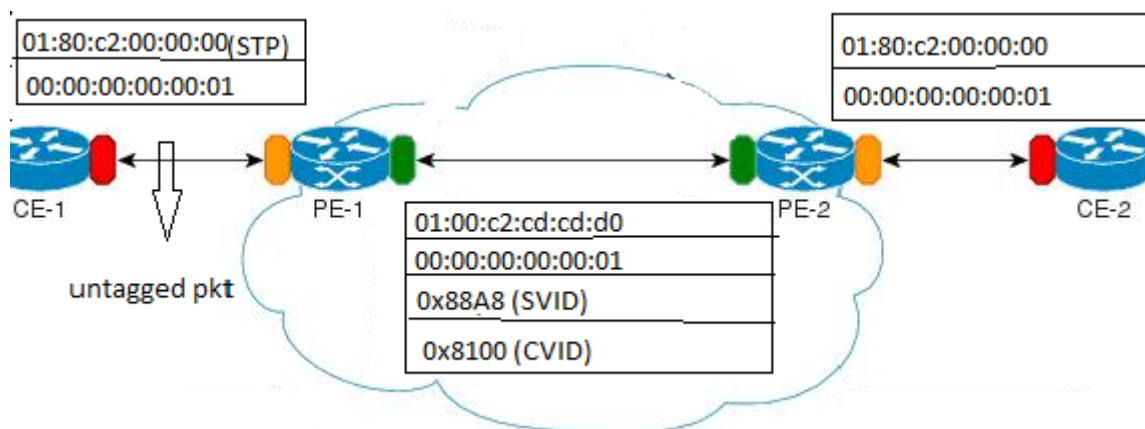 01:80:c2:00:00:00(STP)
00:00:00:00:00:01
01:80:c2:00:00:00
00:00:00:00:00:01
CE-1
PE-1
PE-2
CE-2
untagged pkt
01:00:c2:cd:cd:d0
00:00:00:00:00:01
0x88A8 (SVID)
0x8100 (CVID)